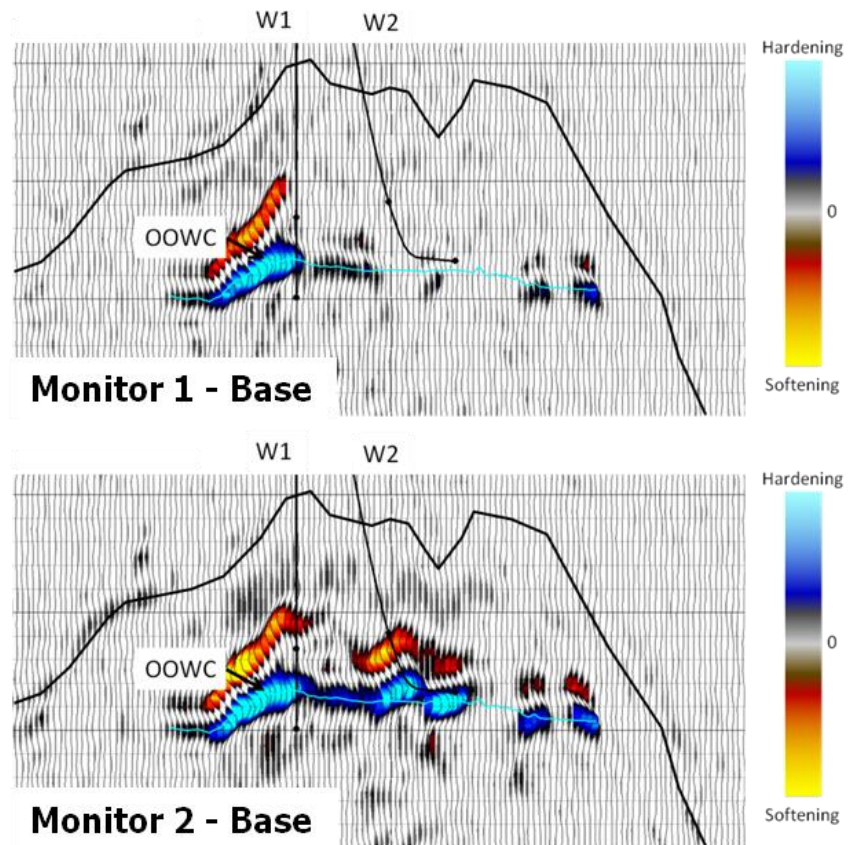 W1
W2
Hardening
OOWC
0
Monitor 1 - Base
Softening
W1
W2
Hardening
OOWC
0
Monitor 2 - Base
Softening